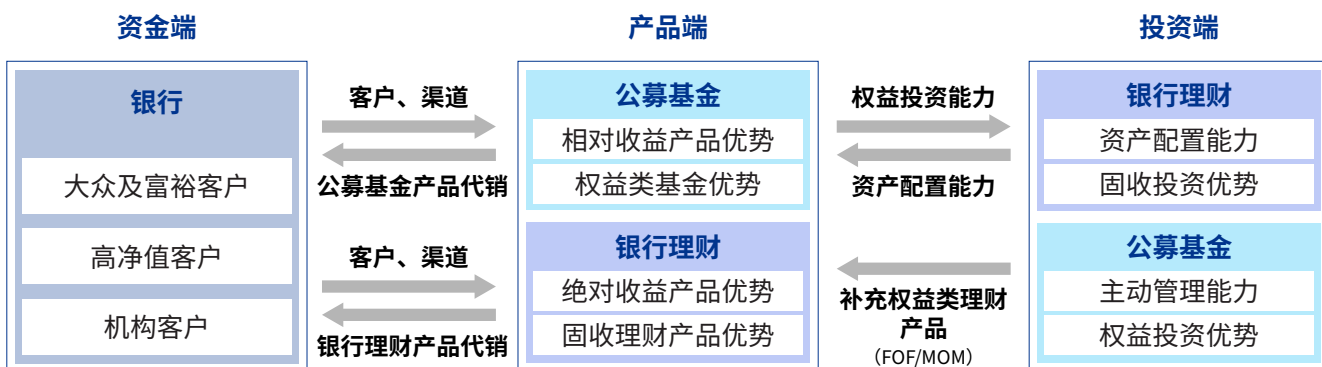 资金端
产品端
投资端
银行
大众及富裕客户
高净值客户
机构客户
客户、渠道
公募基金产品代销
客户、渠道
银行理财产品代销
公募基金
相对收益产品优势
权益类基金优势
银行理财
绝对收益产品优势
固收理财产品优势
权益投资能力
资产配置能力
补充权益类理财
产品
（FOF/MOM）
银行理财
资产配置能力
固收投资优势
公募基金
主动管理能力
权益投资优势